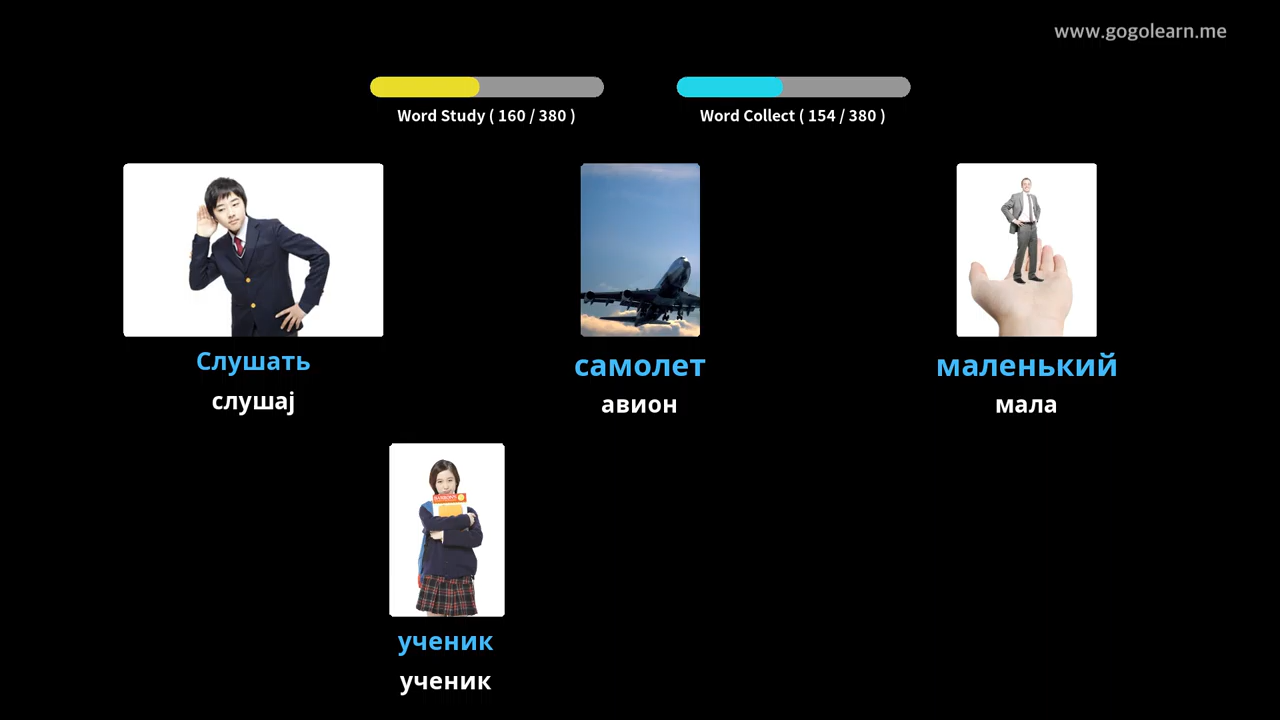 www.gogolearn.me
Word Study ( 160 / 380 )
Word Collect ( 154 / 380 )
Слушать
слушај
самолет
авион
маленький
мала
ученик
ученик